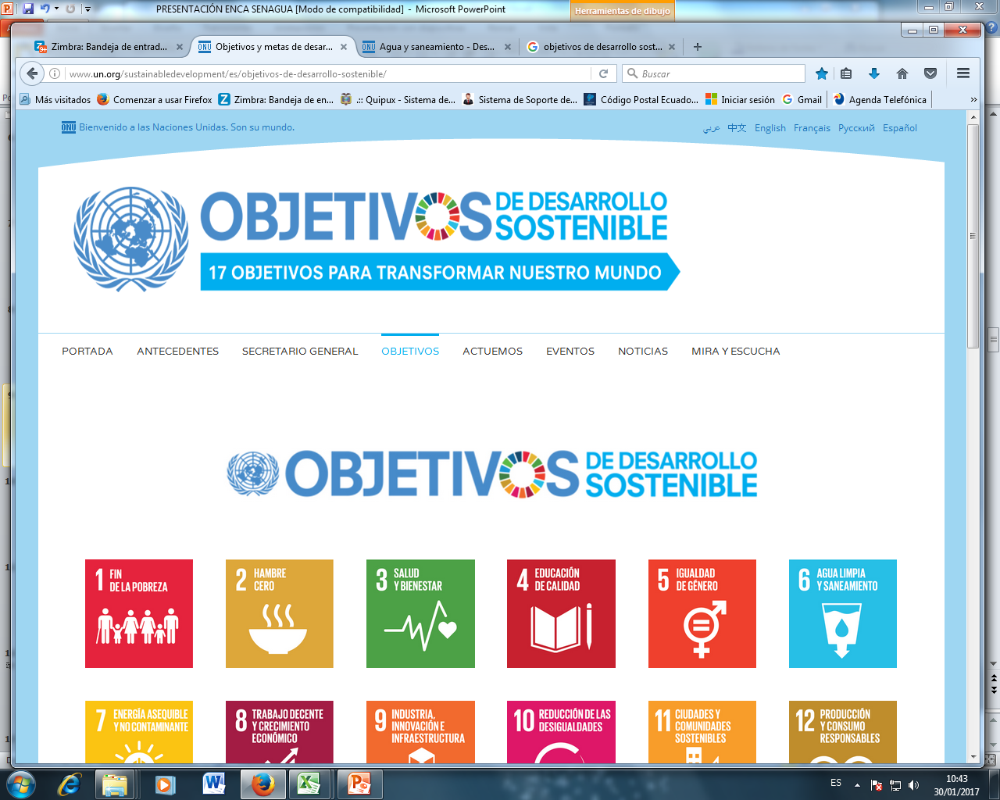 PRESENTACIÓN ENCA SENAGUA [Modo de compatibilidad] - Microsoft PowerPoint
Herramientas de dibujo
Zimbra: Bandeja de entrad...
Objetivos y metas de desar...
Agua y saneamiento - Des...
objetivos de desarrollo sost...
www.un.org/sustainabledevelopment/es/objetivos-de-desarrollo-sostenible/
Buscar
Más visitados
Comenzar a usar Firefox
Zimbra: Bandeja de en...
.:: Quipux - Sistema de...
Sistema de Soporte de...
Código Postal Ecuado...
Iniciar sesión
Gmail
Agenda Telefónica
»
ONU Bienvenido a las Naciones Unidas. Son su mundo.
عربي 中文 English Français Русский Español
OBJETIVOS DE DESARROLLO
SOSTENIBLE
17 OBJETIVOS PARA TRANSFORMAR NUESTRO MUNDO
PORTADA ANTECEDENTES SECRETARIO GENERAL OBJETIVOS ACTUEMOS EVENTOS NOTICIAS MIRA Y ESCUCHA
OBJETIVOS DE DESARROLLO
SOSTENIBLE
1 FIN
DE LA POBREZA
2 HAMBRE
CERO
3 SALUD
Y BIENESTAR
4 EDUCACIÓN
DE CALIDAD
5 IGUALDAD
DE GÉNERO
6 AGUA LIMPIA
Y SANEAMIENTO
7 ENERGÍA ASEQUIBLE
Y NO CONTAMINANTE
8 TRABAJO DECENTE
Y CRECIMIENTO
ECONÓMICO
9 INDUSTRIA,
INNOVACIÓN E
INFRAESTRUCTURA
10 REDUCCIÓN DE LAS
DESIGUALDADES
11 CIUDADES Y
COMUNIDADES
SOSTENIBLES
12 PRODUCCIÓN
Y CONSUMO
RESPONSABLES
ES
10:43
30/01/2017